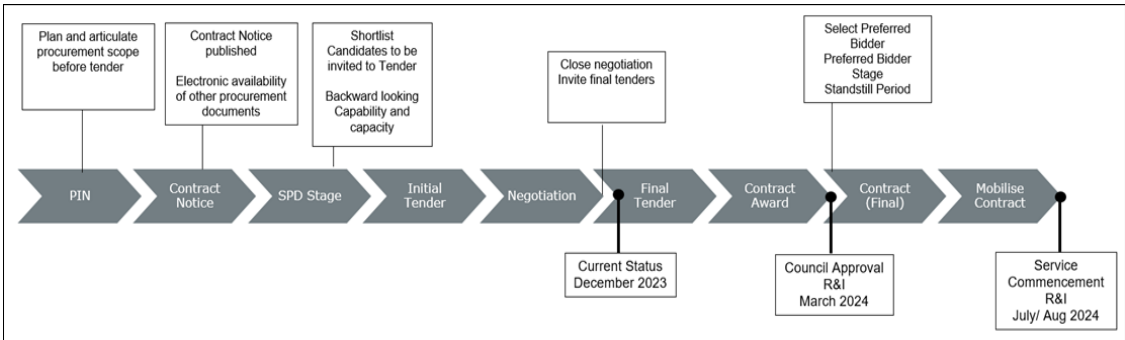 Plan and articulate
procurement scope
before tender
Contract Notice
published
Electronic availability
of other procurement
documents
Shortlist
Candidates to be
invited to Tender
Backward looking
Capability and
capacity
Close negotiation
Invite final tenders
Select Preferred
Bidder
Preferred Bidder
Stage
Standstill Period
PIN
Contract
Notice
SPD Stage
Initial
Tender
Negotiation
Final
Tender
Contract
Award
Contract
(Final)
Mobilise
Contract
Current Status
December 2023
Council Approval
R&I
March 2024
Service
Commencement
R&I
July/ Aug 2024